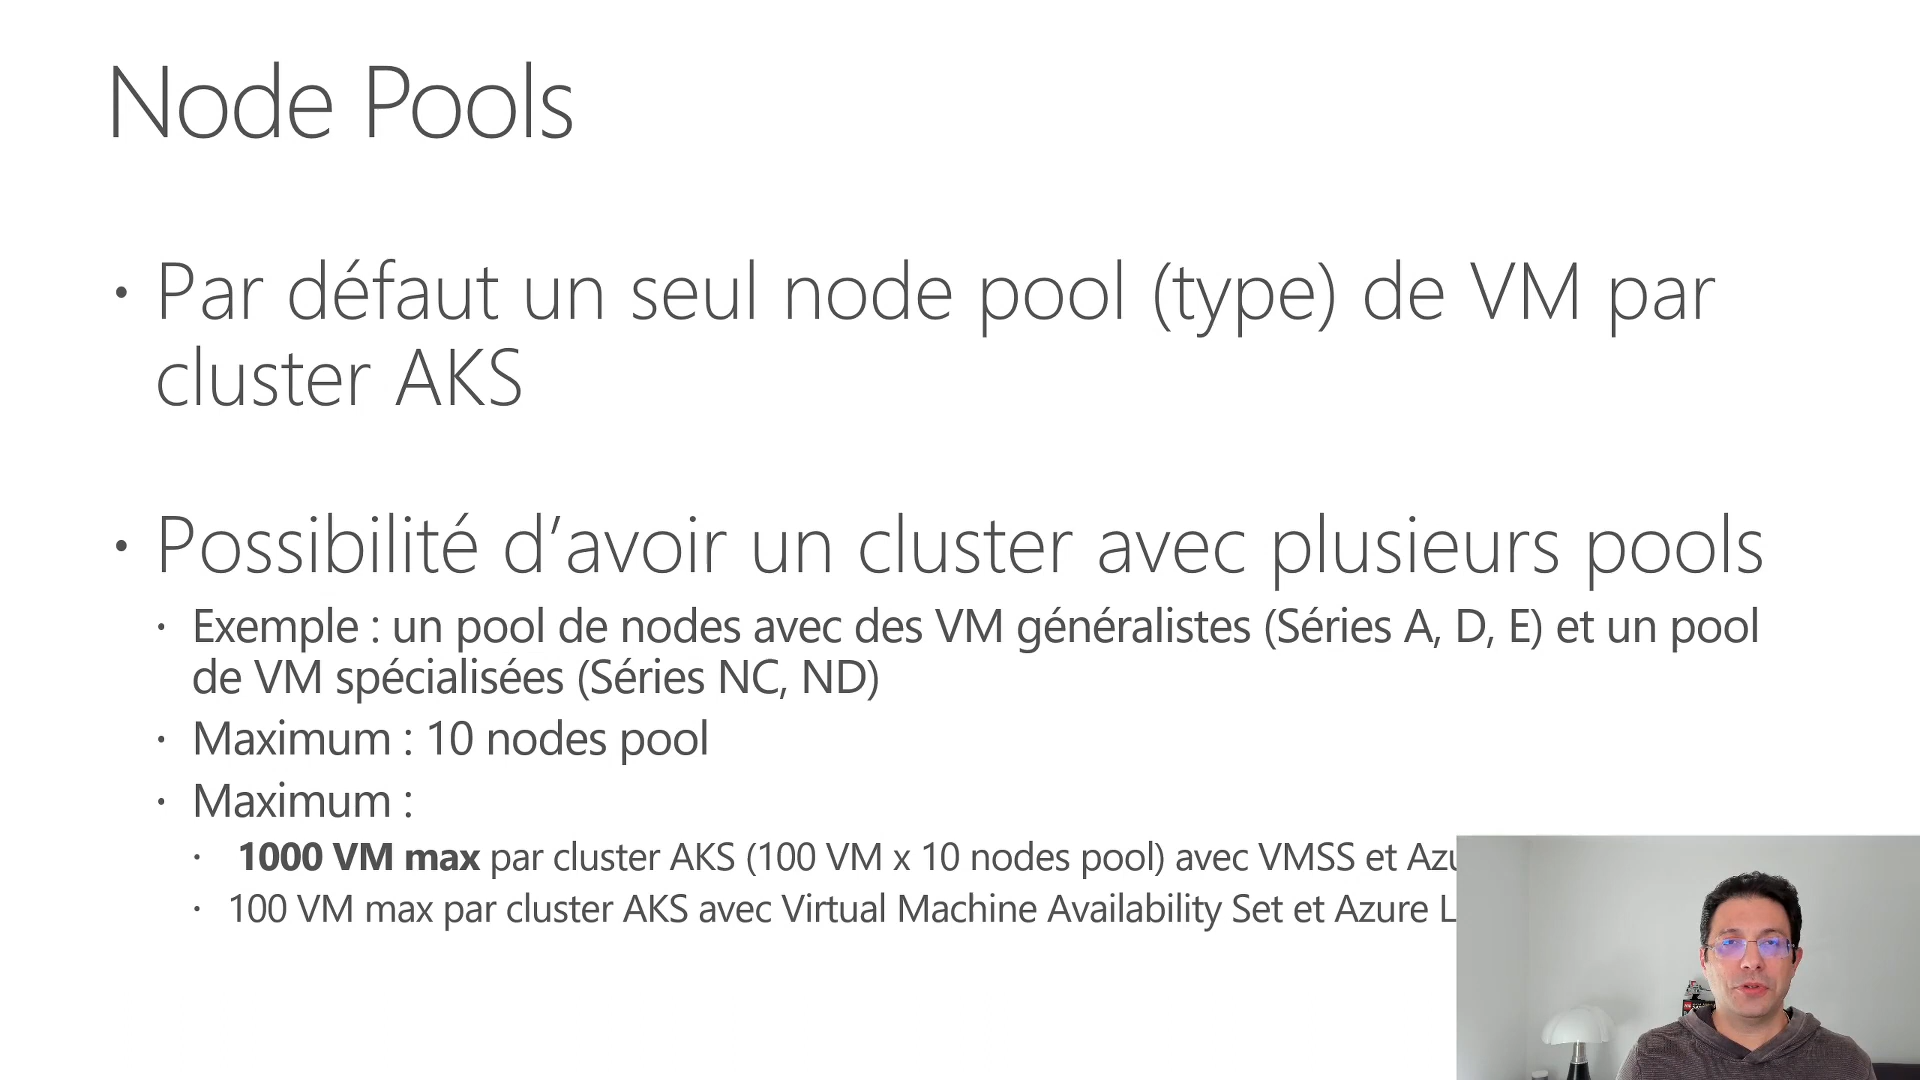 Node Pools
• Par défaut un seul node pool (type) de VM par
cluster AKS
• Possibilité d’avoir un cluster avec plusieurs pools
• Exemple : un pool de nodes avec des VM généralistes (Séries A, D, E) et un pool
de VM spécialisées (Séries NC, ND)
• Maximum : 10 nodes pool
• Maximum :
• 1000 VM max par cluster AKS (100 VM x 10 nodes pool) avec VMSS et
• 100 VM max par cluster AKS avec Virtual Machine Availability Set et Azure